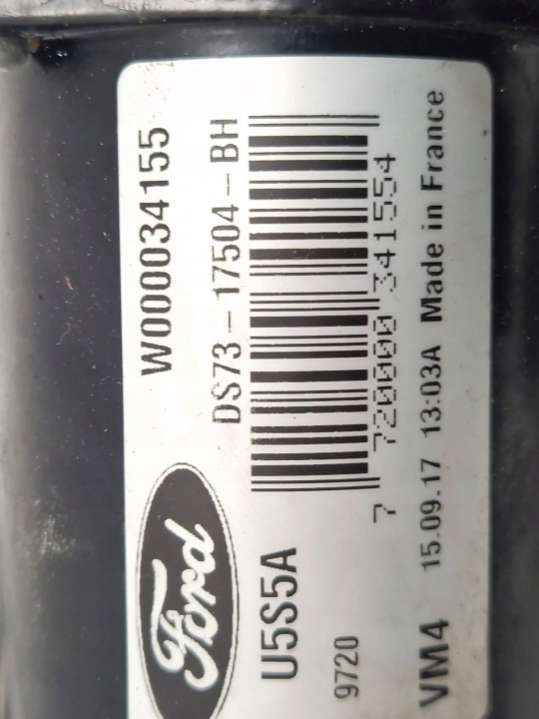 W000034155
DS73-17504-BH
7 720000 341554
Ford
U5S5A
9720
VM4 15.09.17 13:03A Made in France